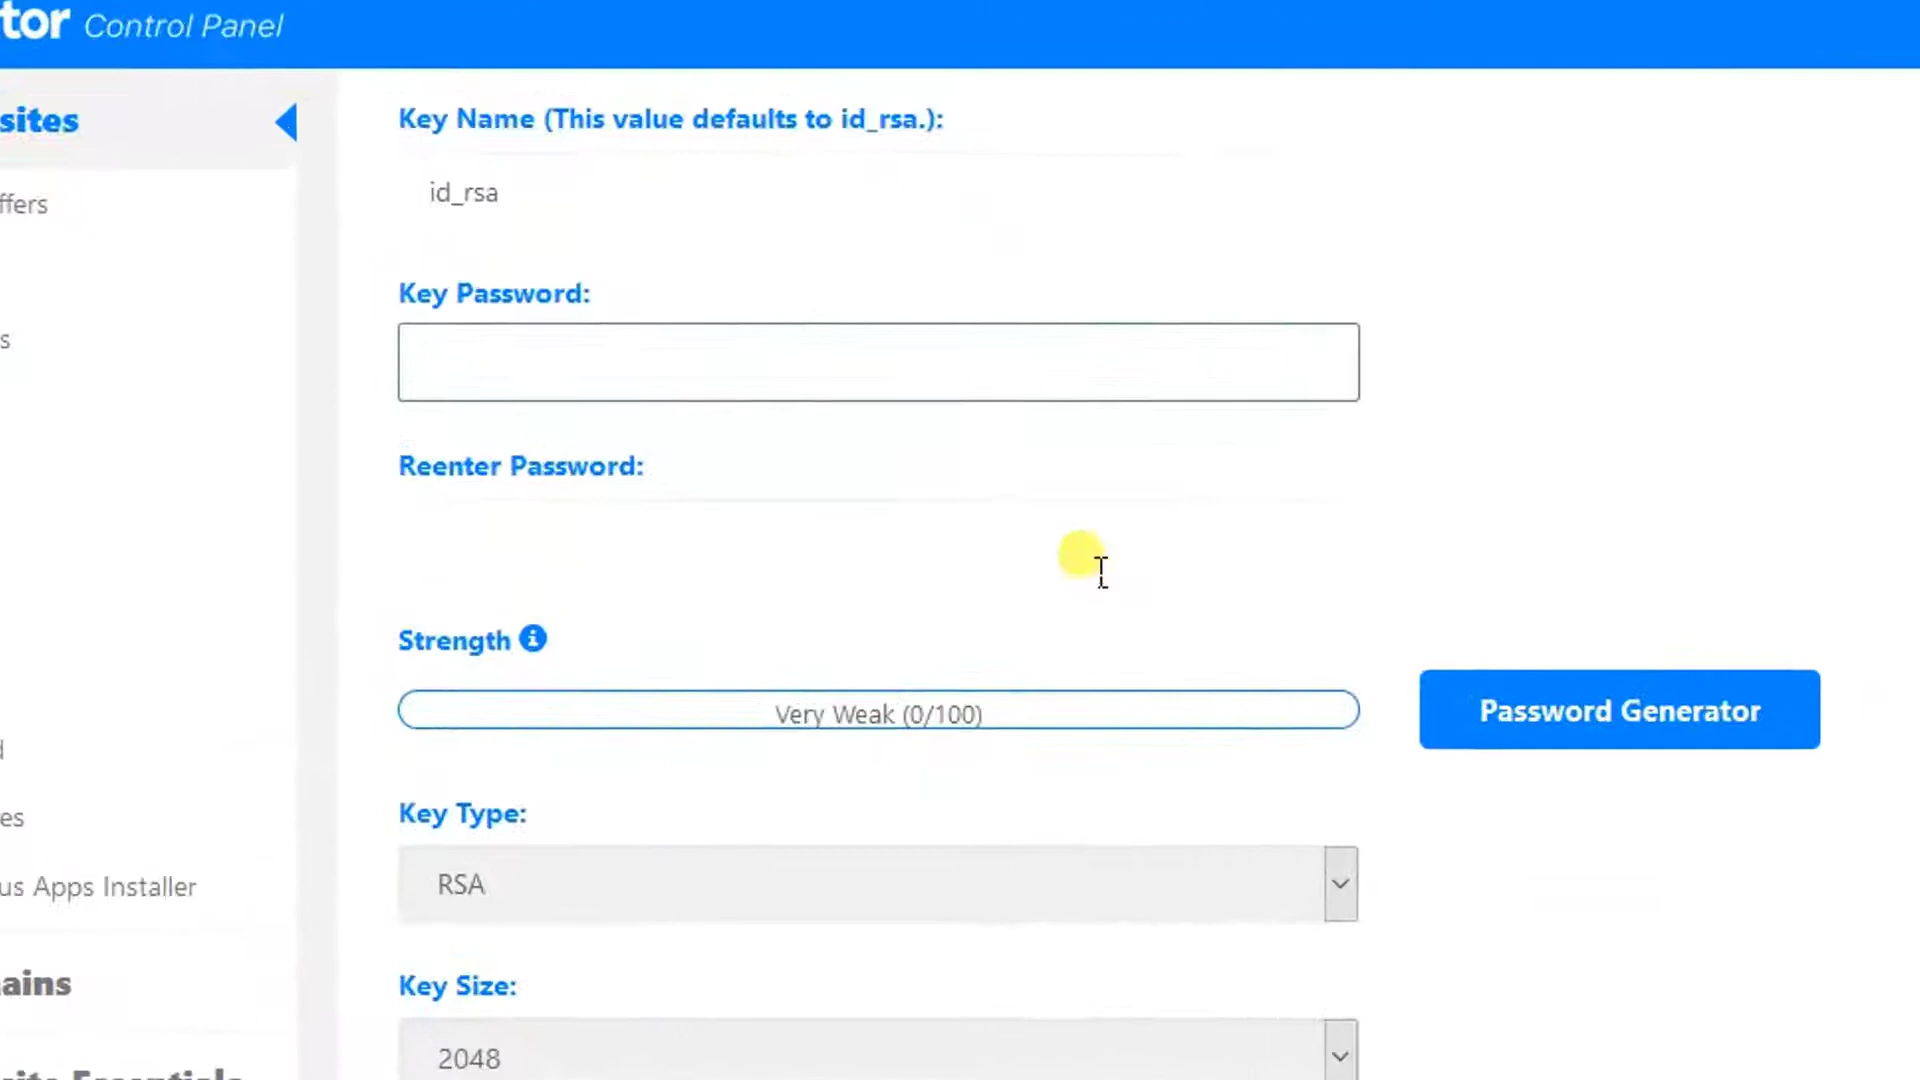 tor Control Panel
sites
ffers
s
d
es
us Apps Installer
ains
Key Name (This value defaults to id_rsa.):
id_rsa
Key Password:
Reenter Password:
Strength
Very Weak (0/100)
Password Generator
Key Type:
RSA
Key Size:
2048